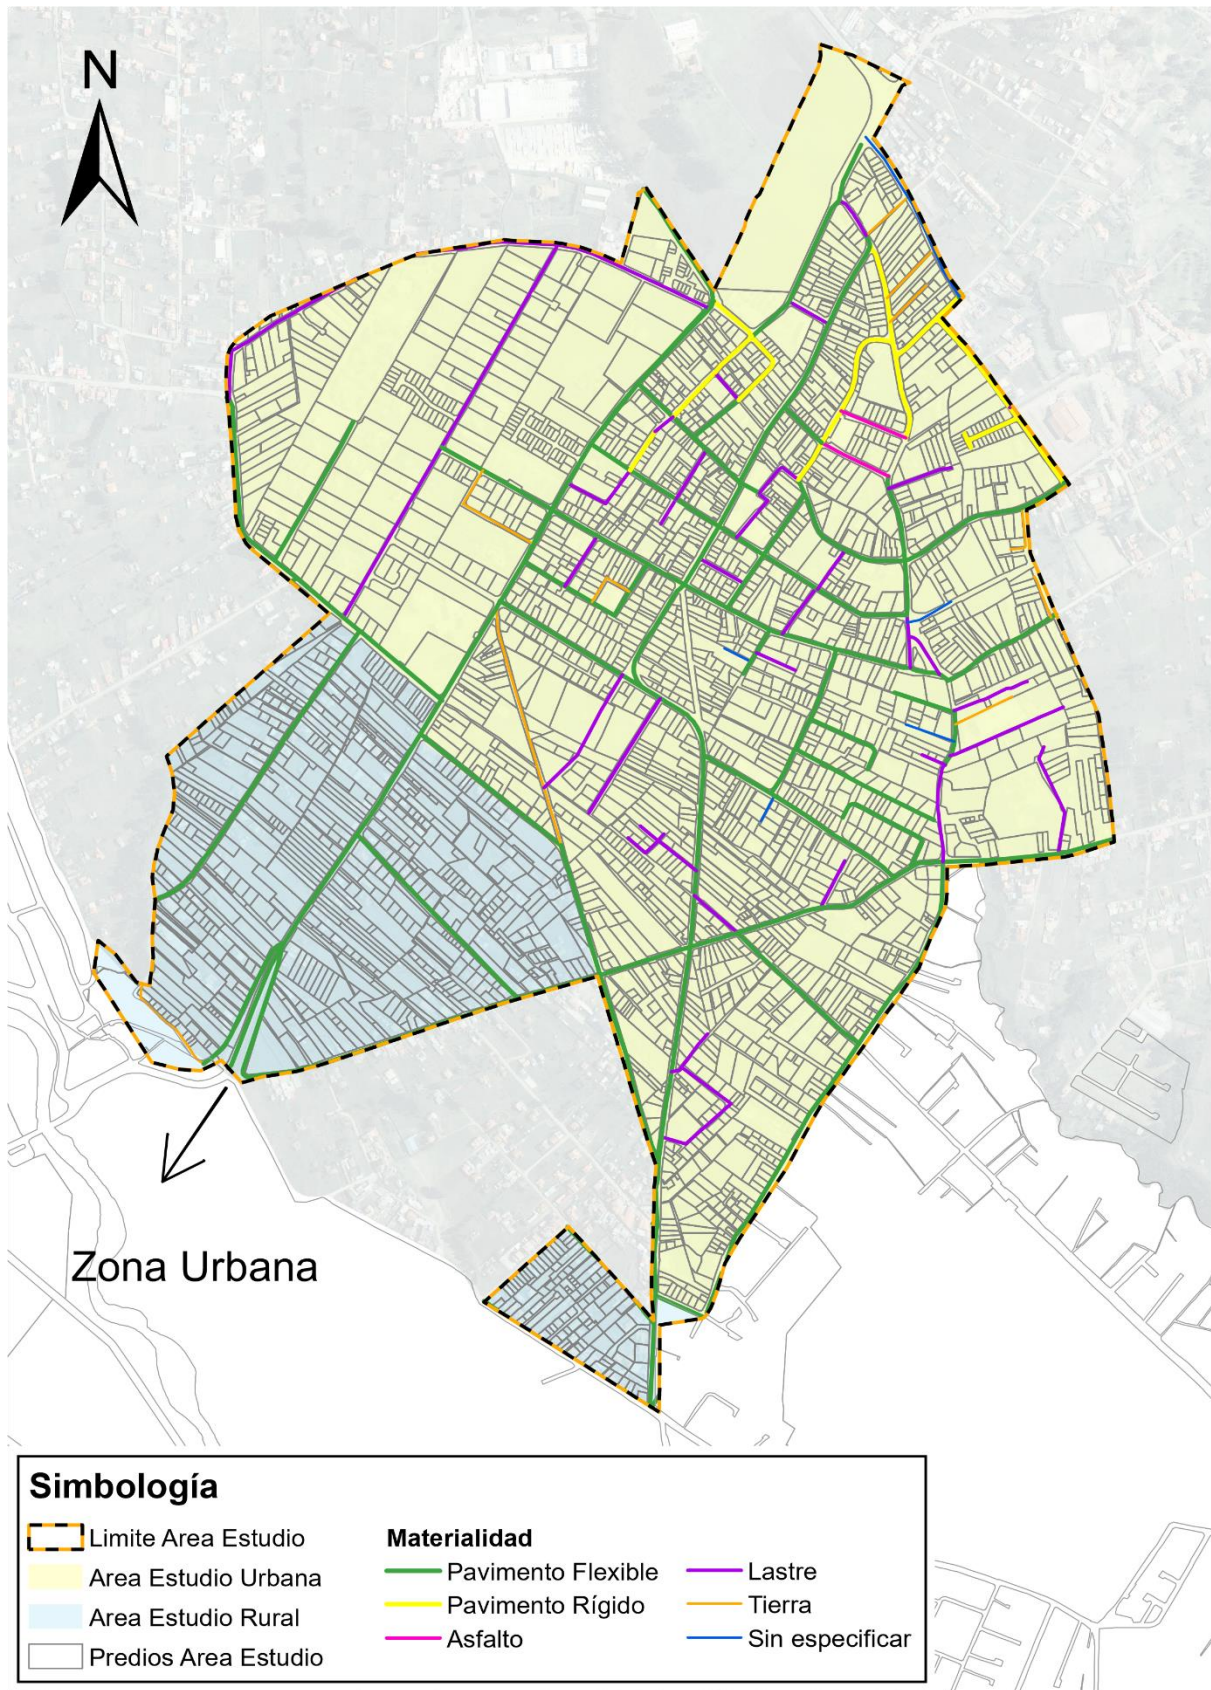 N
Zona Urbana
Simbología
Limite Area Estudio
Area Estudio Urbana
Area Estudio Rural
Predios Area Estudio
Materialidad
Pavimento Flexible
Pavimento Rígido
Asfalto
Lastre
Tierra
Sin especificar